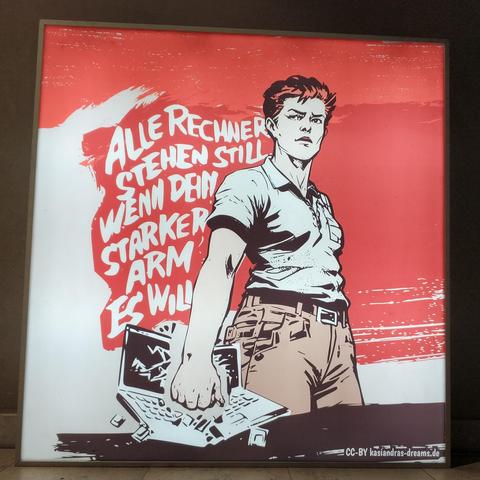 ALLE RECHNER
STEHEN STILL
WENN DEIN
STARKER
ARM
ES WILL
CC-BY kasiandras-dreams.de